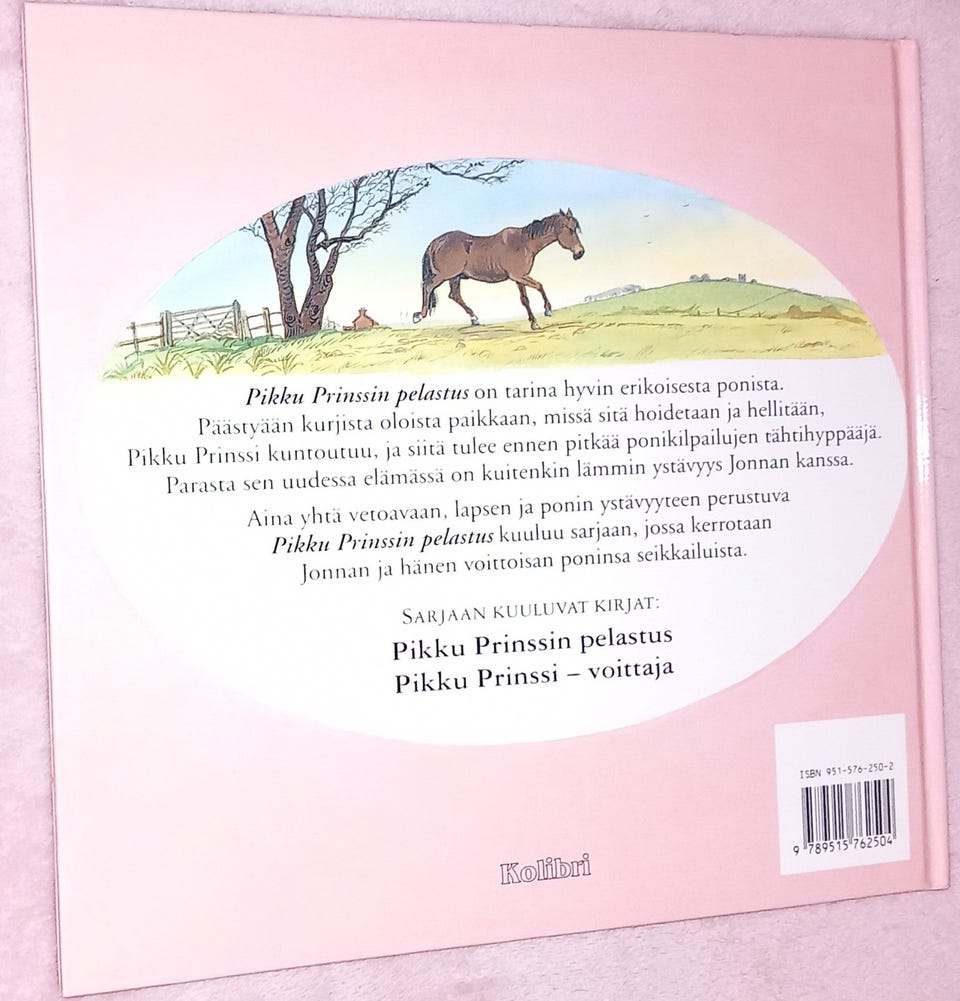 Pikku Prinssin pelastus on tarina hyvin erikoisesta ponista.
Päästyään kurjista oloista paikkaan, missä sitä hoidetaan ja hellitään,
Pikku Prinssi kuntoutuu, ja siitä tulee ennen pitkää ponikilpailujen tähtihyppääjä.
Parasta sen uudessa elämässä on kuitenkin lämmin ystävyys Jonnan kanssa.
Aina yhtä vetoavaan, lapsen ja ponin ystävyyteen perustuva
Pikku Prinssin pelastus kuuluu sarjaan, jossa kerrotaan
Jonnan ja hänen voittoisan poninsa seikkailuista.
SARJAAN KUULUVAT KIRJAT:
Pikku Prinssin pelastus
Pikku Prinssi – voittaja
ISBN 951-576-250-2
9 789515 762504
Kolibri